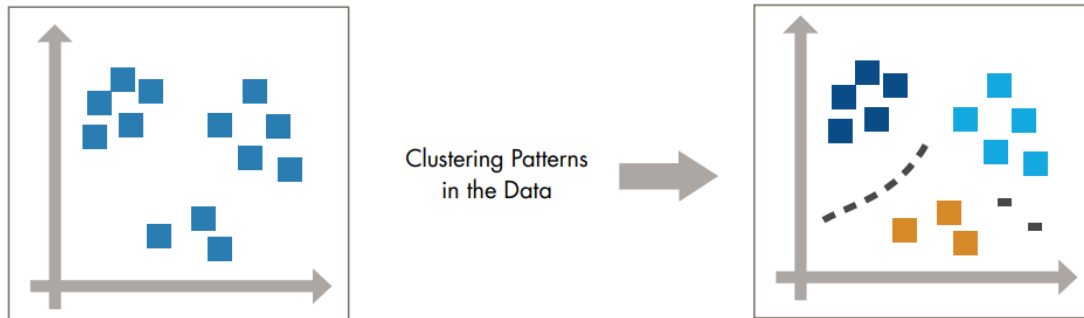 Clustering Patterns
in the Data